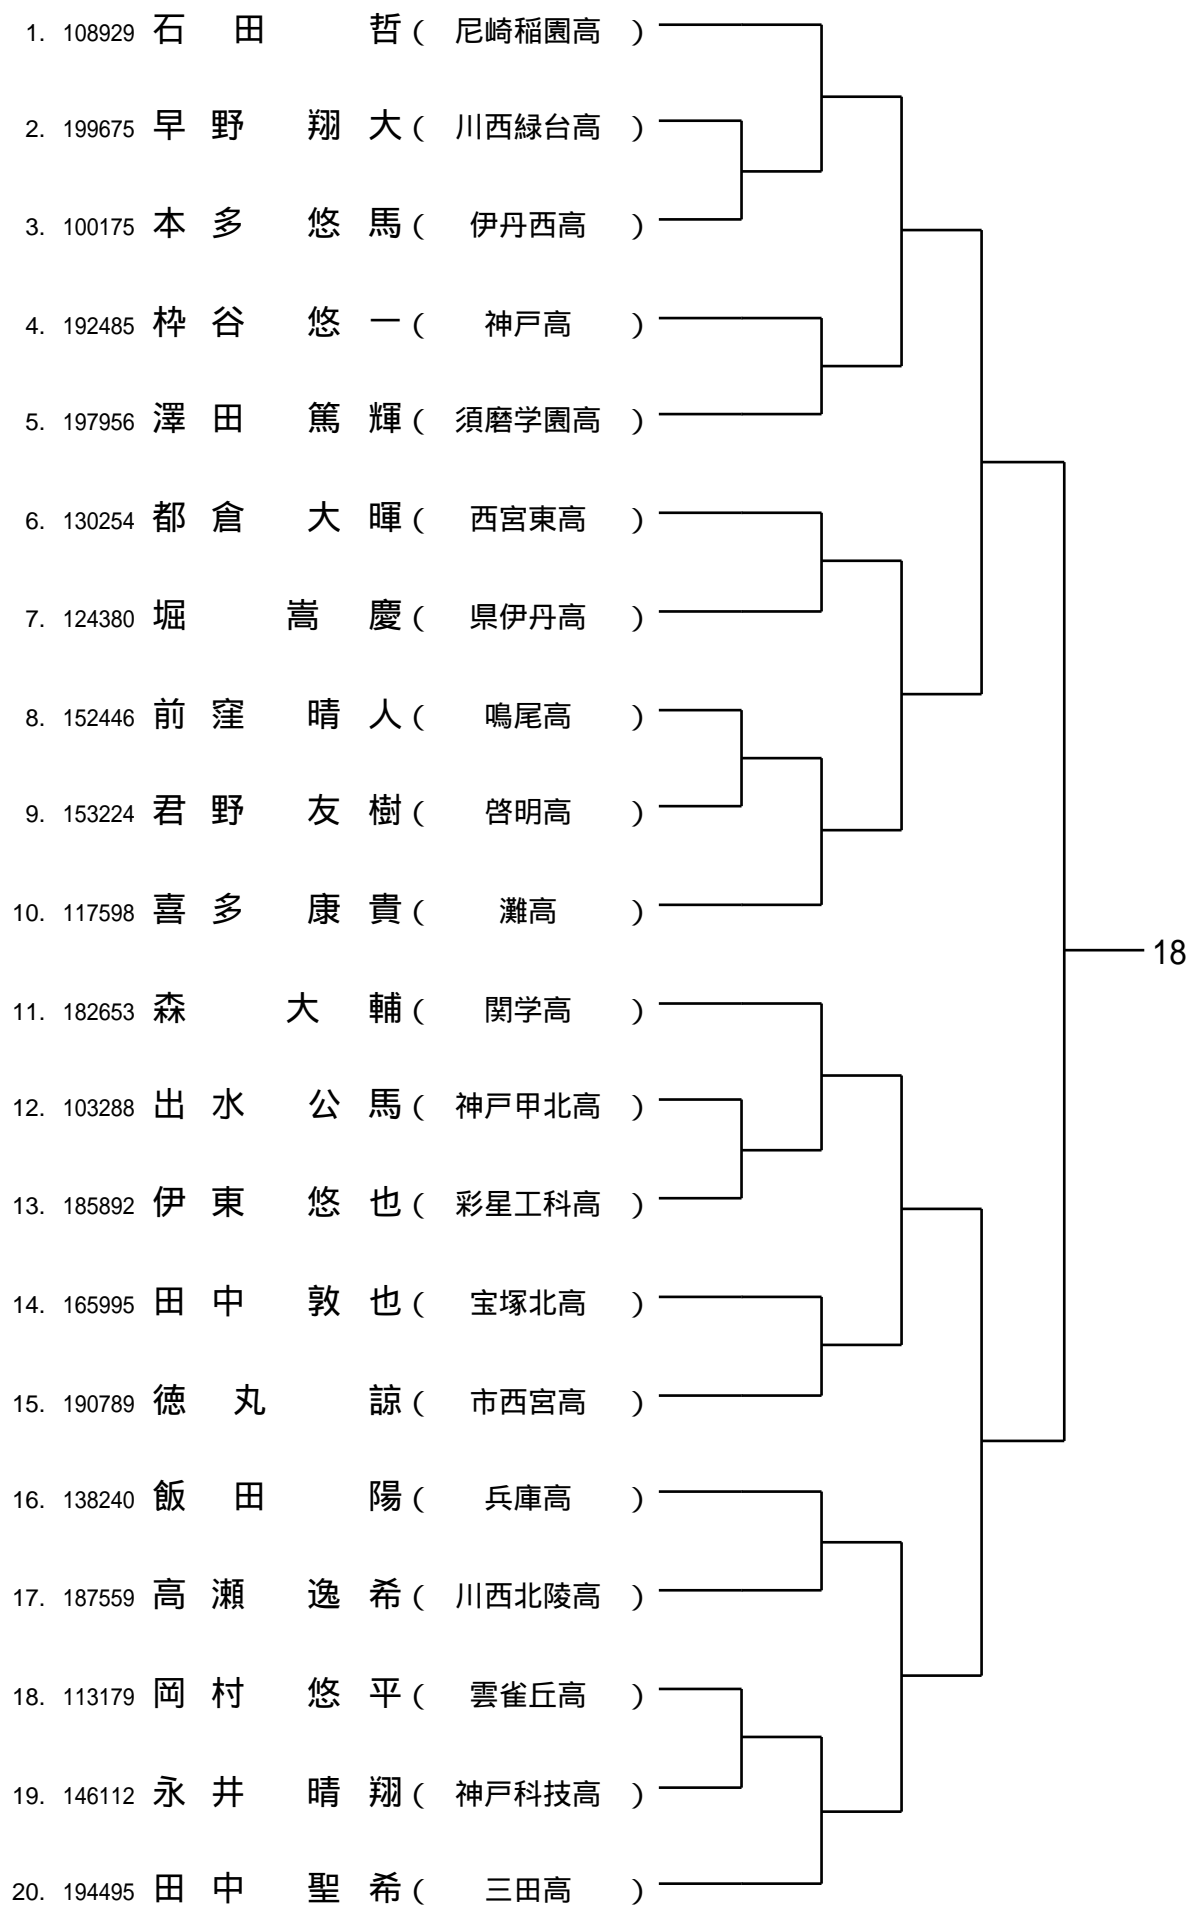 1. 108929 石田 哲 ( 尼崎稲園高 )
2. 199675 早野 翔大 ( 川西緑台高 )
3. 100175 本多 悠馬 ( 伊丹西高 )
4. 192485 枠谷 悠一 ( 神戸高 )
5. 197956 澤田 篤輝 ( 須磨学園高 )
6. 130254 都倉 大暉 ( 西宮東高 )
7. 124380 堀 嵩慶 ( 県伊丹高 )
8. 152446 前窪 晴人 ( 鳴尾高 )
9. 153224 君野 友樹 ( 啓明高 )
10. 117598 喜多 康貴 ( 灘高 )
18
11. 182653 森 大輔 ( 関学高 )
12. 103288 出水 公馬 ( 神戸甲北高 )
13. 185892 伊東 悠也 ( 彩星工科高 )
14. 165995 田中 敦也 ( 宝塚北高 )
15. 190789 徳丸 諒 ( 市西宮高 )
16. 138240 飯田 陽 ( 兵庫高 )
17. 187559 高瀬 逸希 ( 川西北陵高 )
18. 113179 岡村 悠平 ( 雲雀丘高 )
19. 146112 永井 晴翔 ( 神戸科技高 )
20. 194495 田中 聖希 ( 三田高 )